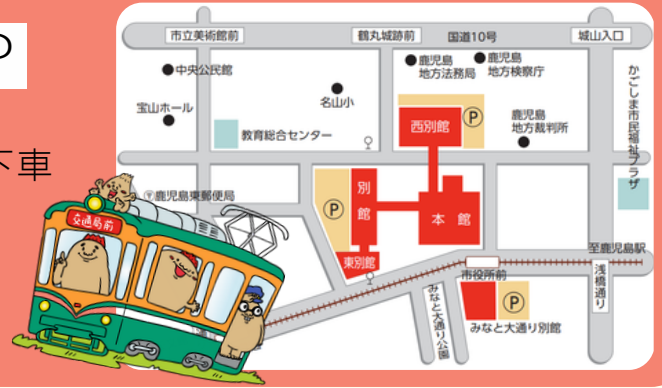 の
下車
市立美術館前
鶴丸城跡前
国道10号
城山入口
中央公民館
鹿児島
地方法務局
鹿児島
地方検察庁
かごしま市民福祉プラザ
宝山ホール
名山小
西別館
P
鹿児島
地方裁判所
教育総合センター
鹿児島東郵便局
P
別館
本館
東別館
至鹿児島駅
交通局前
市役所前
みなと大通り公園
P
みなと大通り別館
浅橋通り